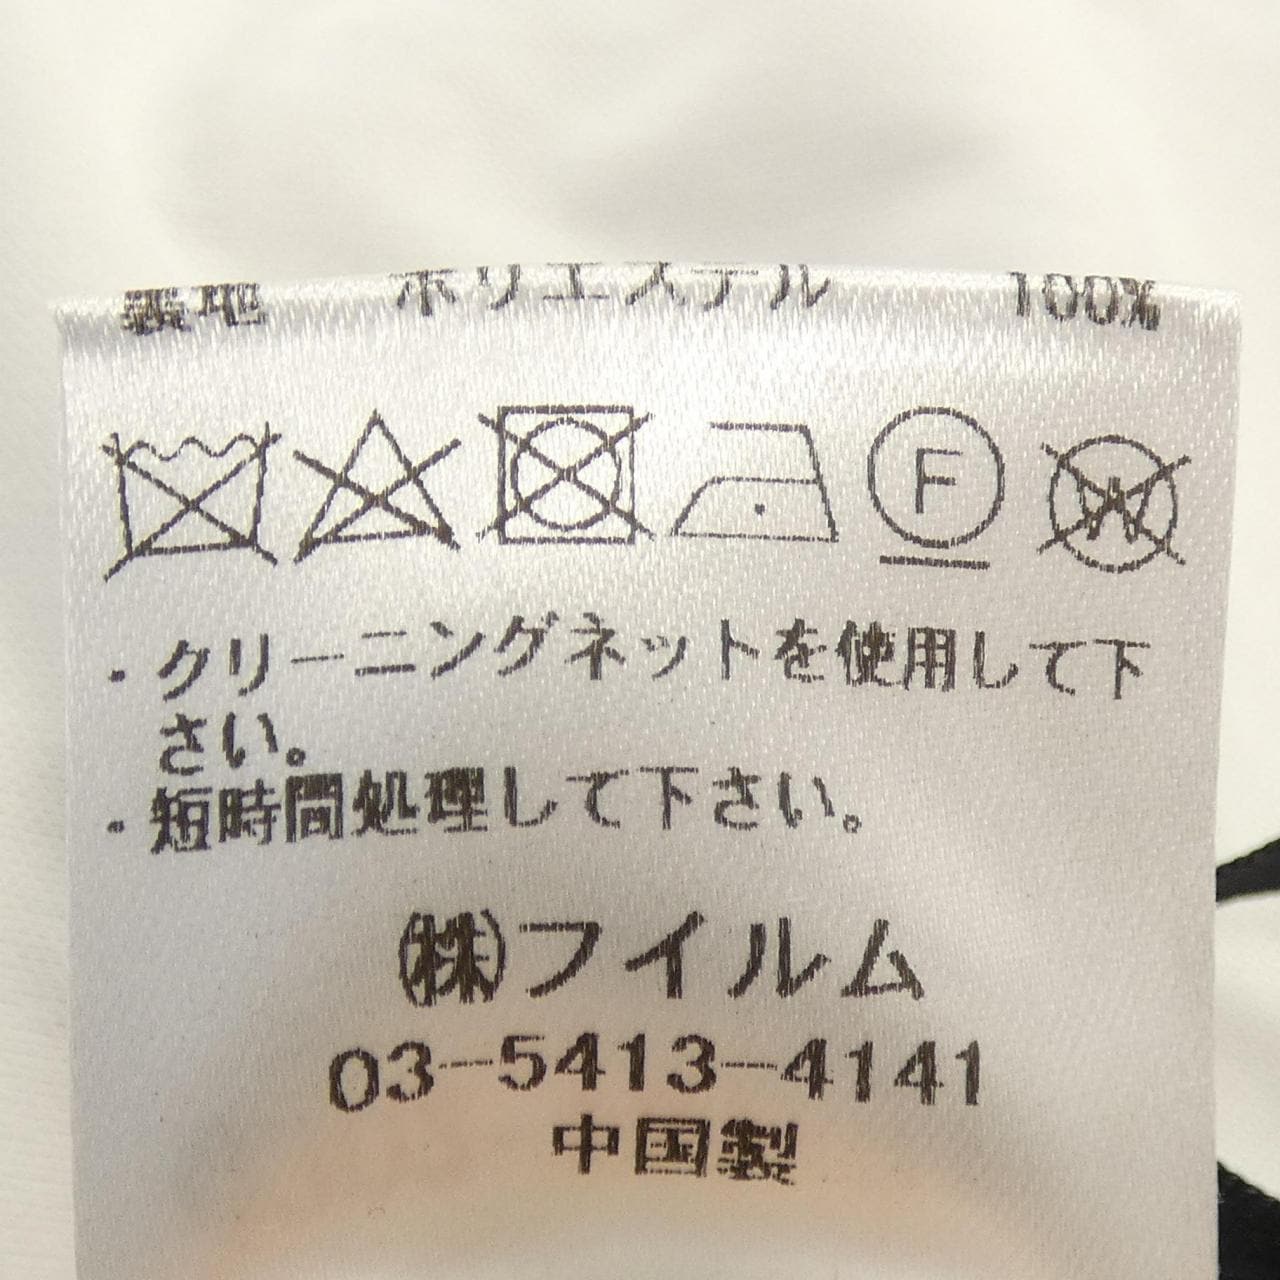 裏地 ポリエステル 100%
F W
・クリーニングネットを使用して下
さい。
・短時間処理して下さい。
㈱フイルム
03-5413-4141
中国製